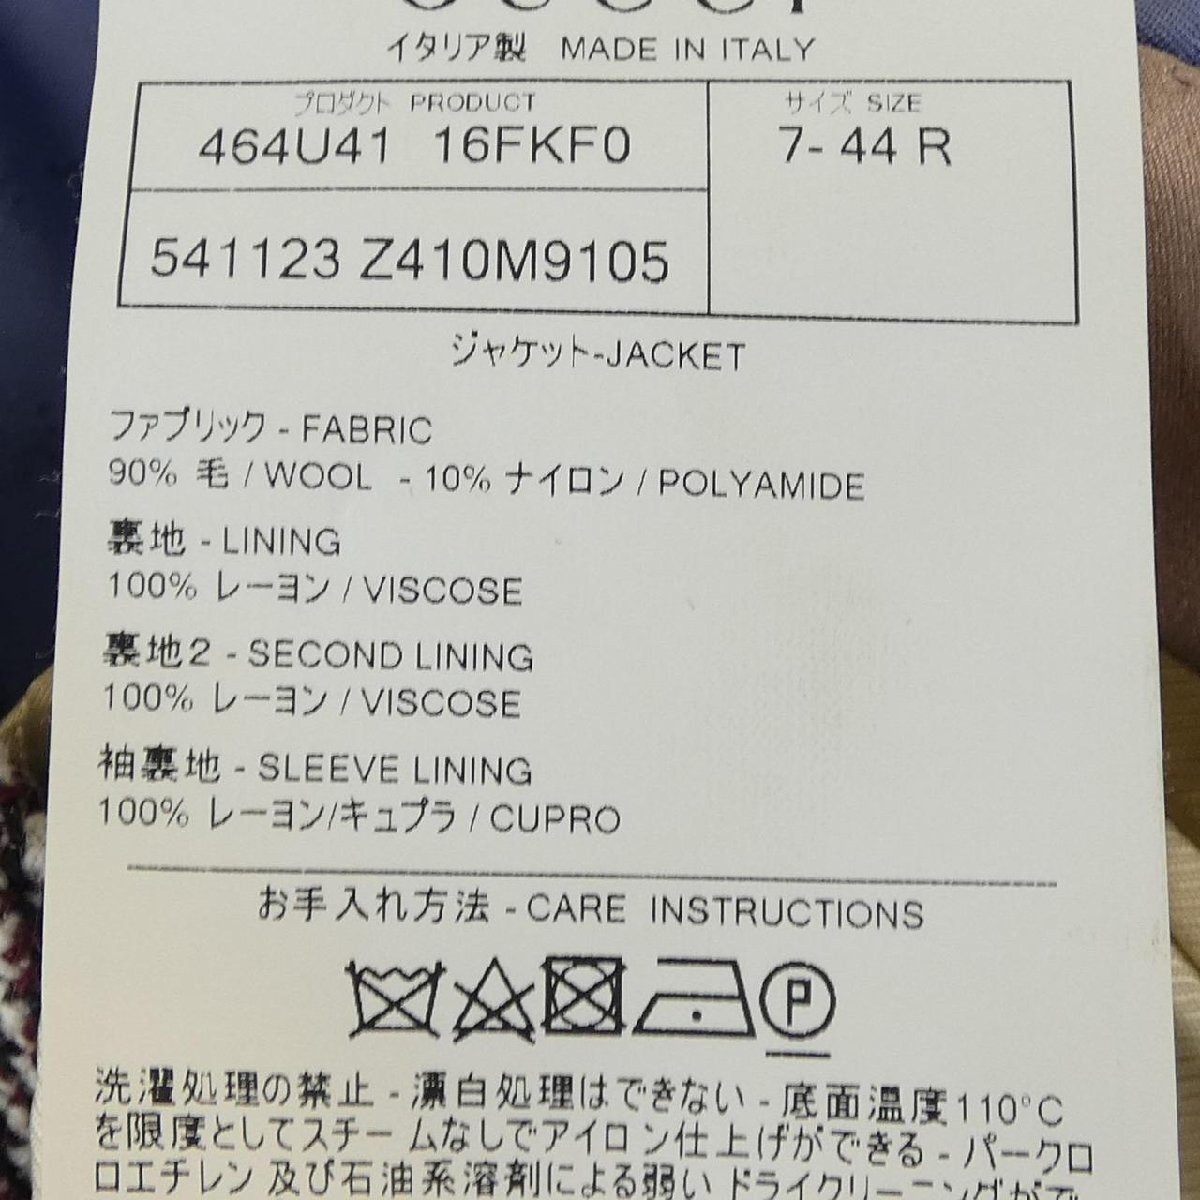 GUCCI
イタリア製 MADE IN ITALY
プロダクト PRODUCT
464U41 16FKF0
サイズ SIZE
7- 44 R
541123 Z410M9105
ジャケット-JACKET
ファブリック - FABRIC
90% 毛 / WOOL - 10% ナイロン / POLYAMIDE
裏地 - LINING
100% レーヨン / VISCOSE
裏地2 - SECOND LINING
100% レーヨン / VISCOSE
袖裏地 - SLEEVE LINING
100% レーヨン/キュプラ / CUPRO
お手入れ方法 - CARE INSTRUCTIONS
P
洗濯処理の禁止 - 漂白処理はできない - 底面温度110°C
を限度としてスチームなしでアイロン仕上げができる - パークロ
ロエチレン及び石油系溶剤による弱いドライクリーニングがで